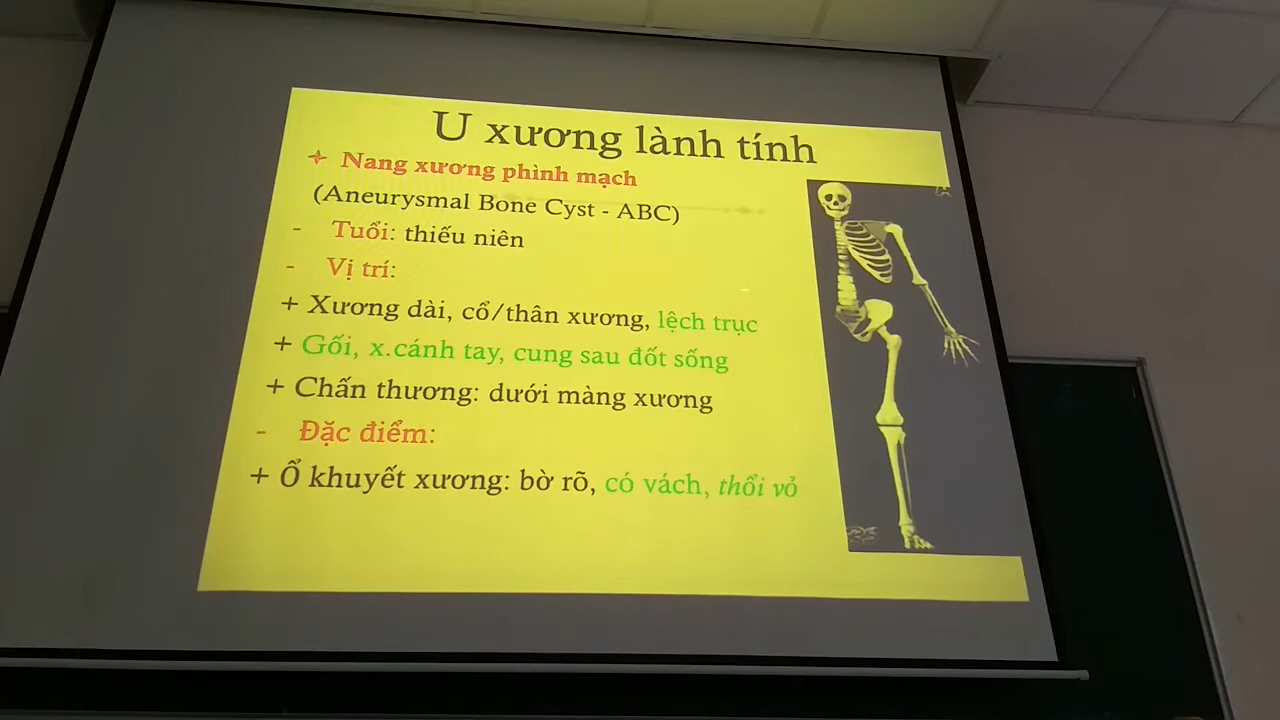 U xương lành tính
Nang xương phình mạch
(Aneurysmal Bone Cyst - ABC)
- Tuổi: thiếu niên
- Vị trí:
+ Xương dài, cổ/thân xương, lệch trục
+ Gối, x.cánh tay, cung sau đốt sống
+ Chấn thương: dưới màng xương
- Đặc điểm:
+ Ổ khuyết xương: bờ rõ, có vách, thổi vỏ